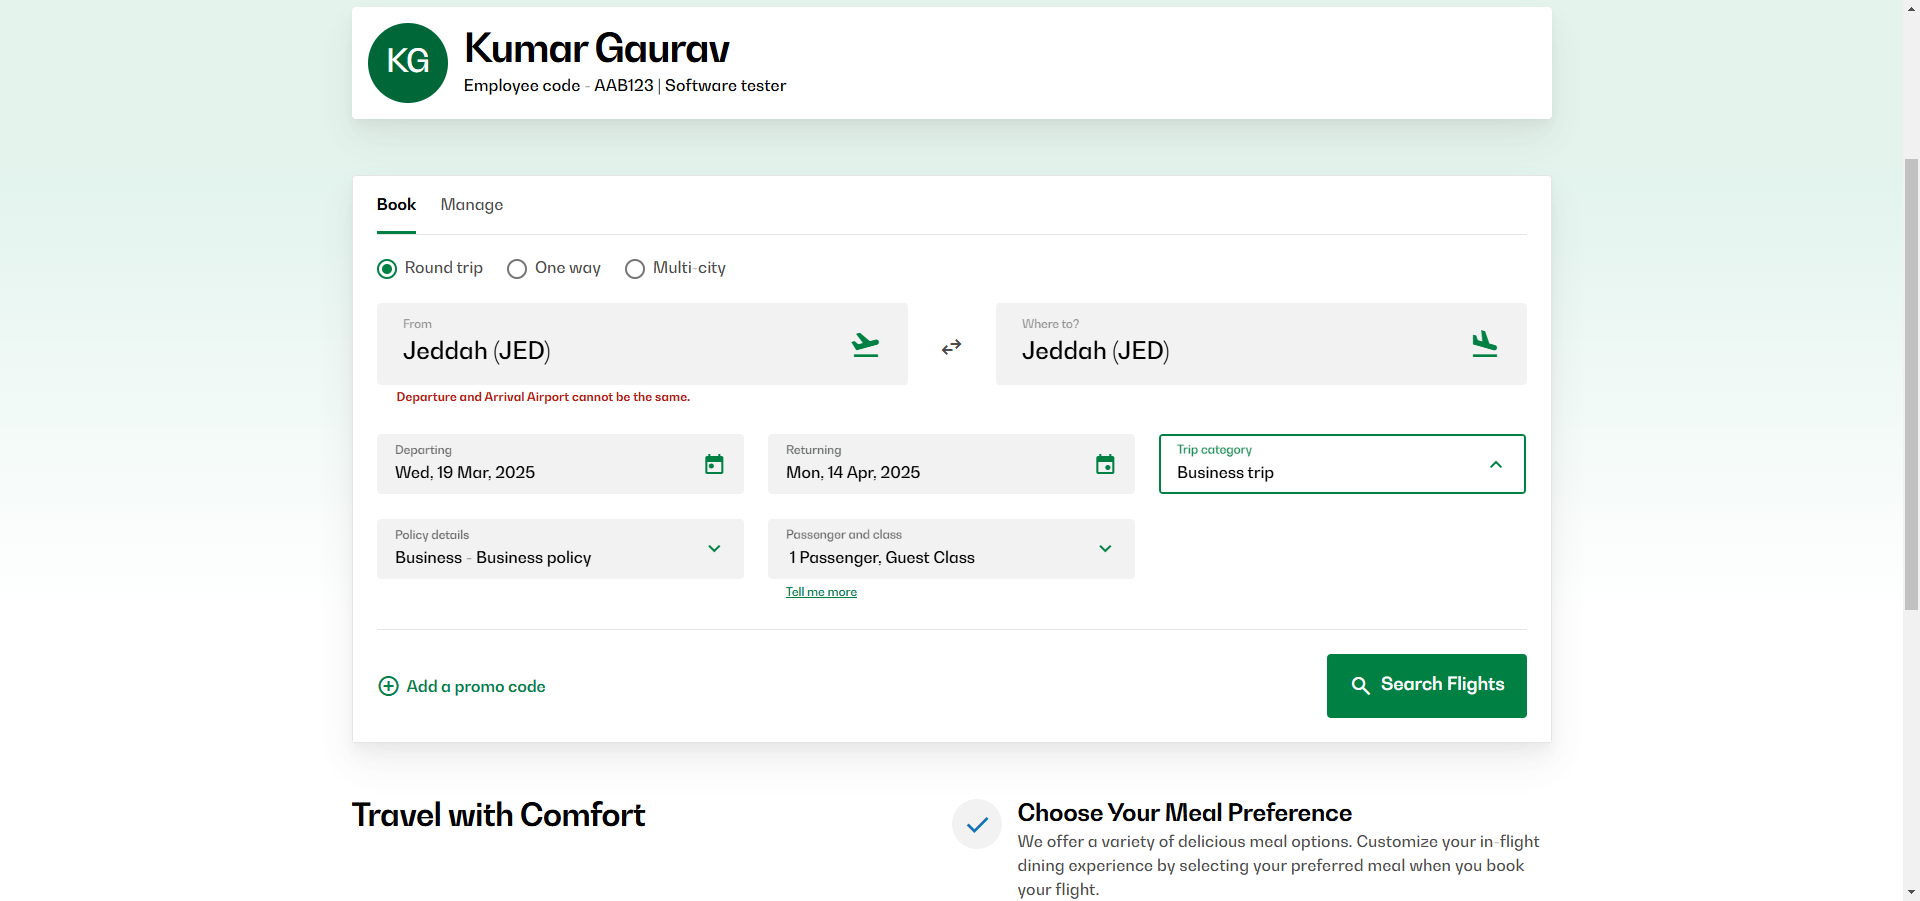 KG
Kumar Gaurav
Employee code - AAB123 | Software tester
Book Manage
Round trip One way Multi-city
From
Jeddah (JED)
Where to?
Jeddah (JED)
Departure and Arrival Airport cannot be the same.
Departing
Wed, 19 Mar, 2025
Returning
Mon, 14 Apr, 2025
Trip category
Business trip
Policy details
Business - Business policy
Passenger and class
1 Passenger, Guest Class
Tell me more
Add a promo code
Search Flights
Travel with Comfort
Choose Your Meal Preference
We offer a variety of delicious meal options. Customize your in-flight
dining experience by selecting your preferred meal when you book
your flight.